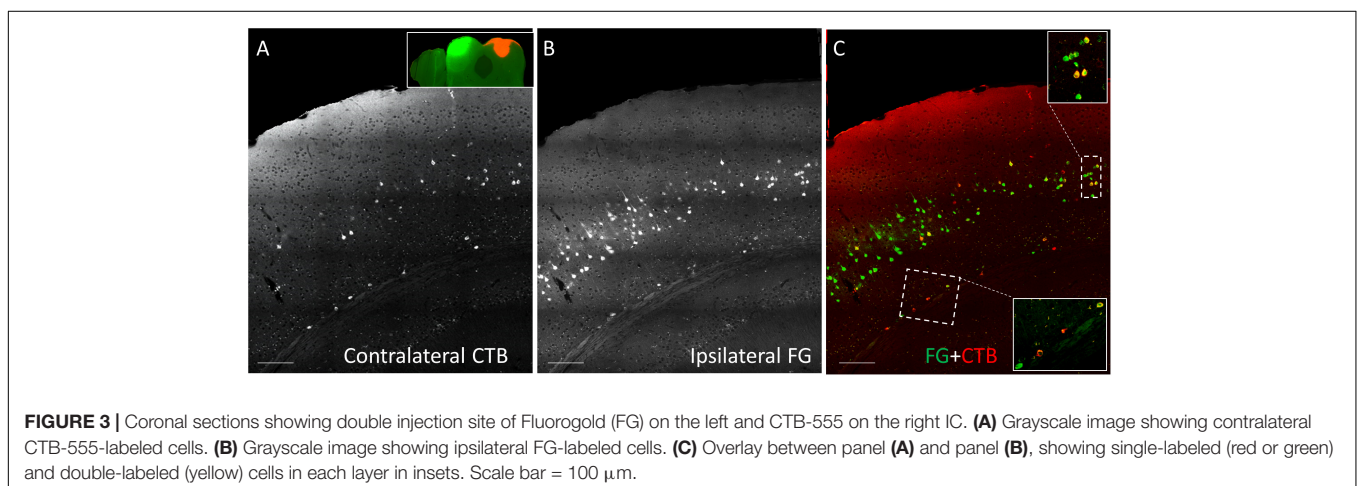 A
B
C
Contralateral CTB
Ipsilateral FG
FG+CTB
FIGURE 3 | Coronal sections showing double injection site of Fluorogold (FG) on the left and CTB-555 on the right IC. (A) Grayscale image showing contralateral
CTB-555-labeled cells. (B) Grayscale image showing ipsilateral FG-labeled cells. (C) Overlay between panel (A) and panel (B), showing single-labeled (red or green)
and double-labeled (yellow) cells in each layer in insets. Scale bar = 100 μm.